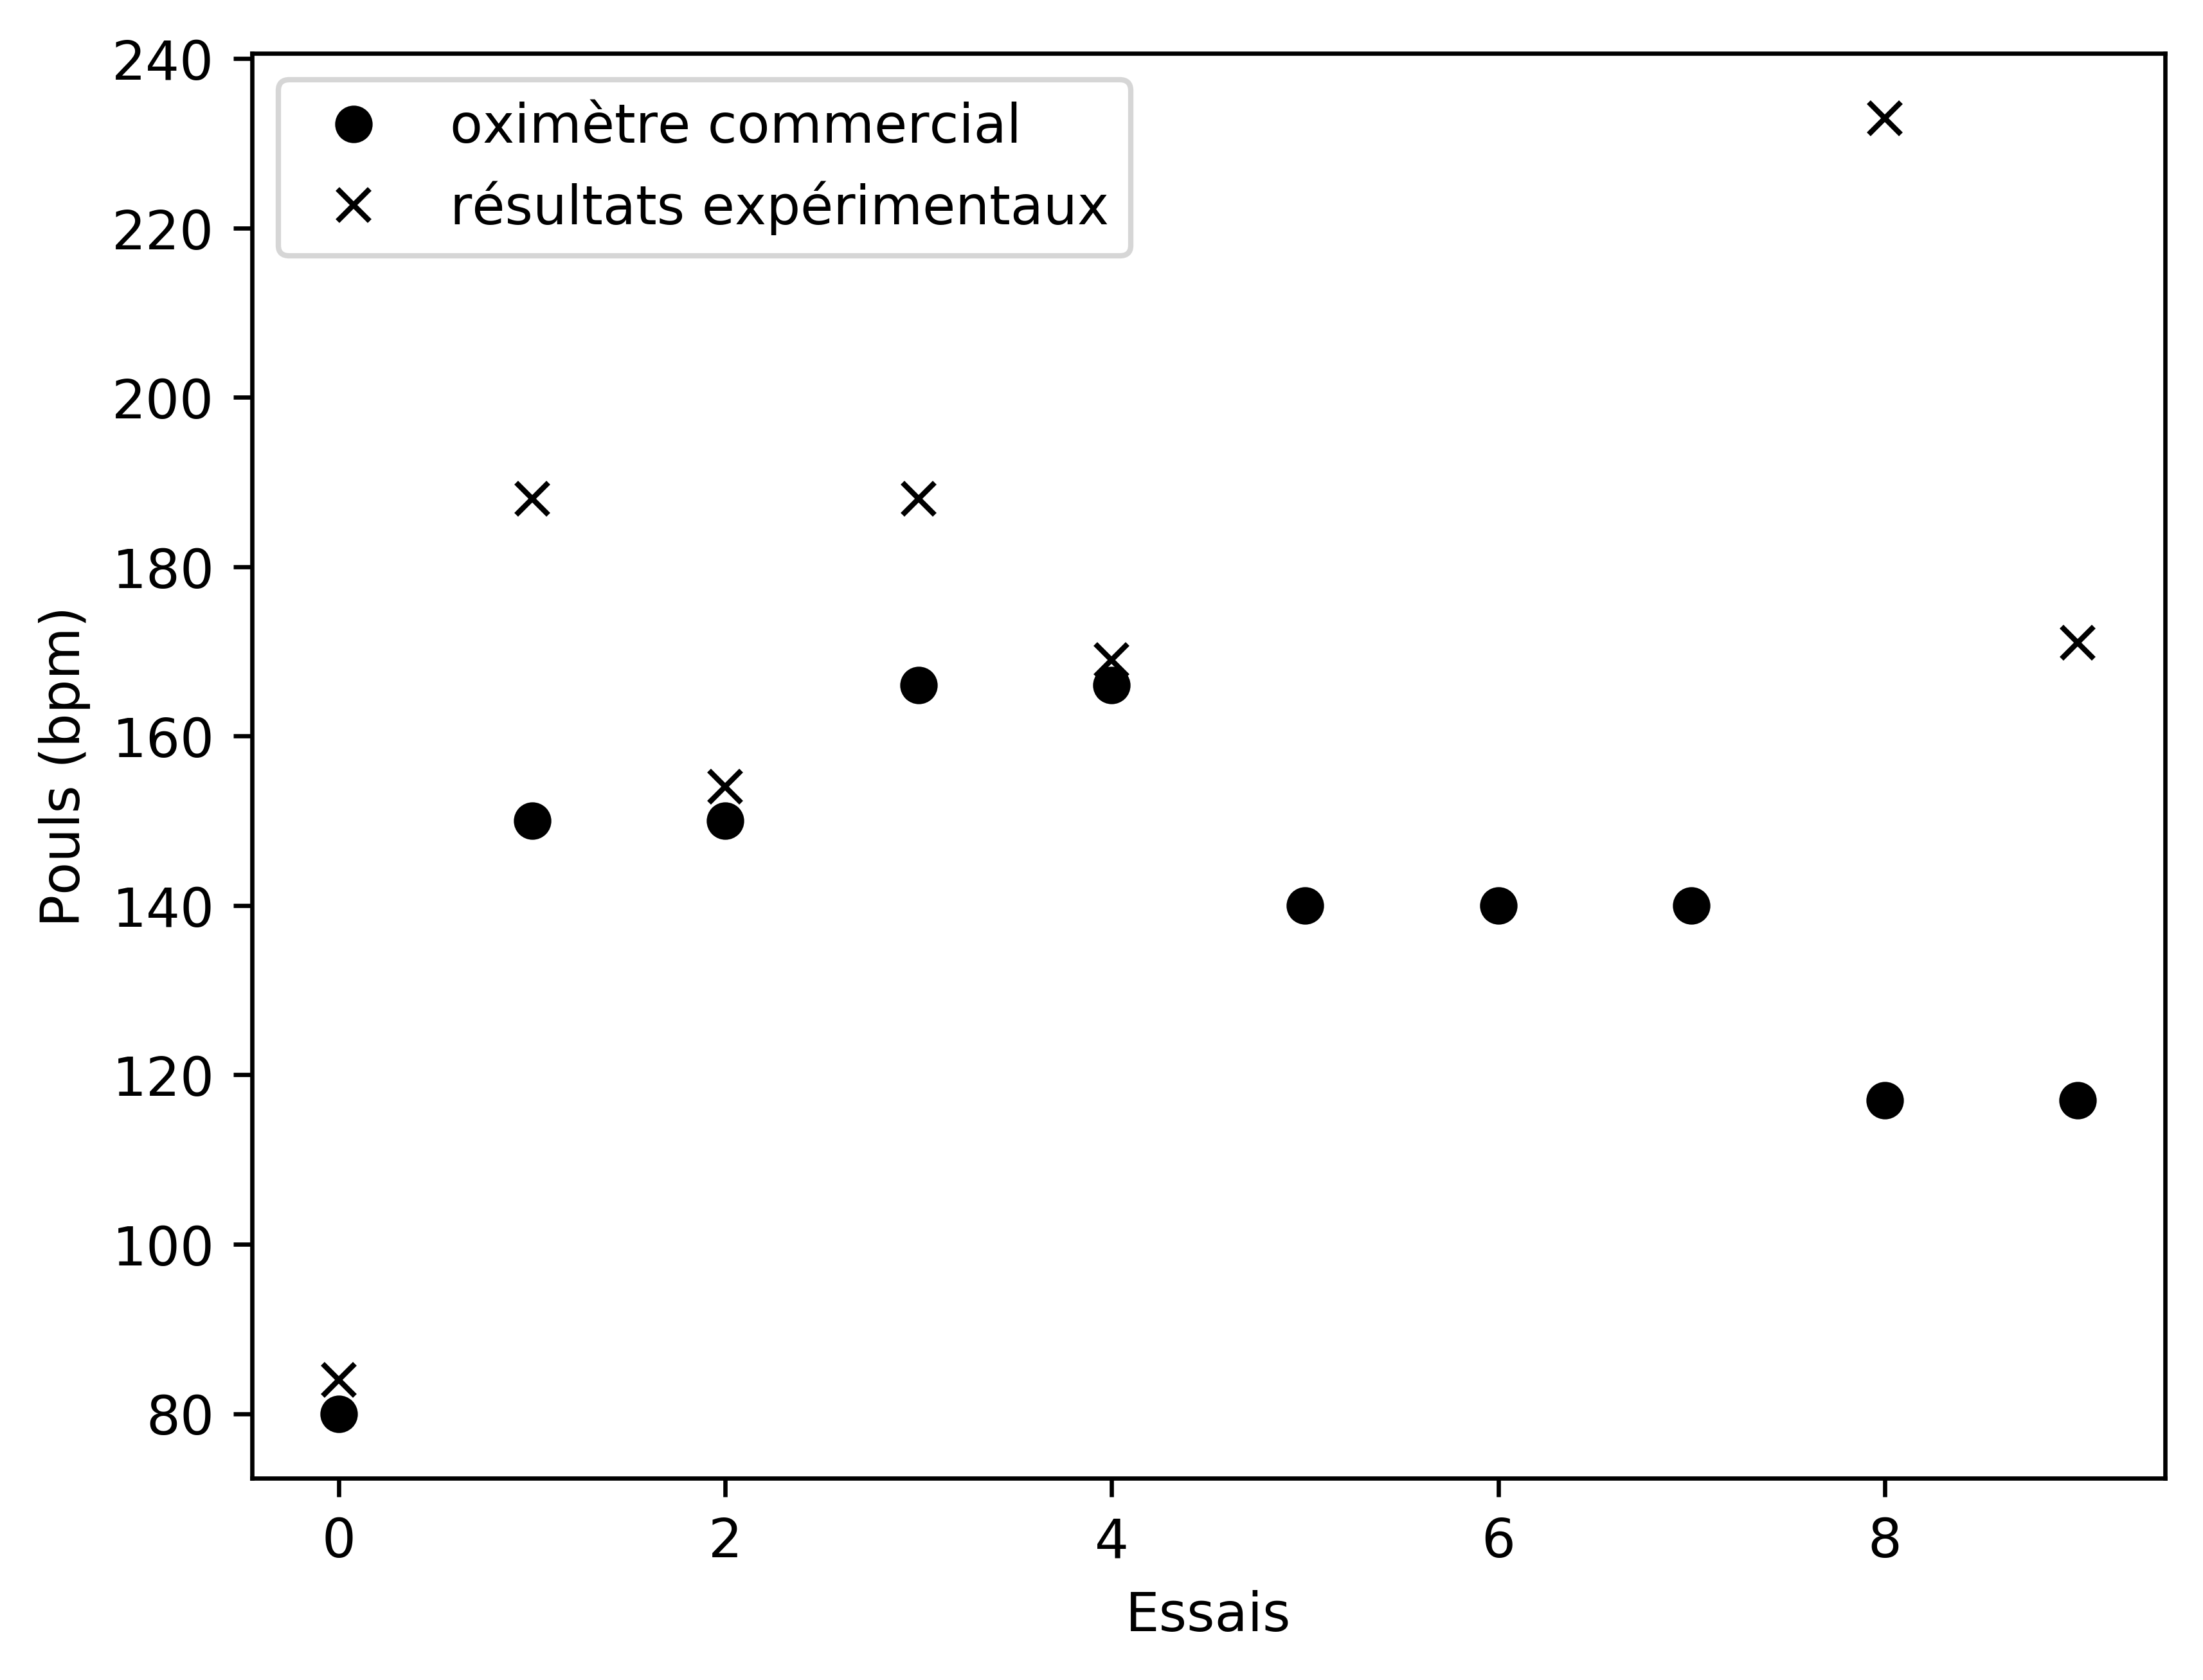 oximètre commercial
résultats expérimentaux
240
220
200
180
160
140
120
100
80
Pouls (bpm)
0 2 4 6 8
Essais